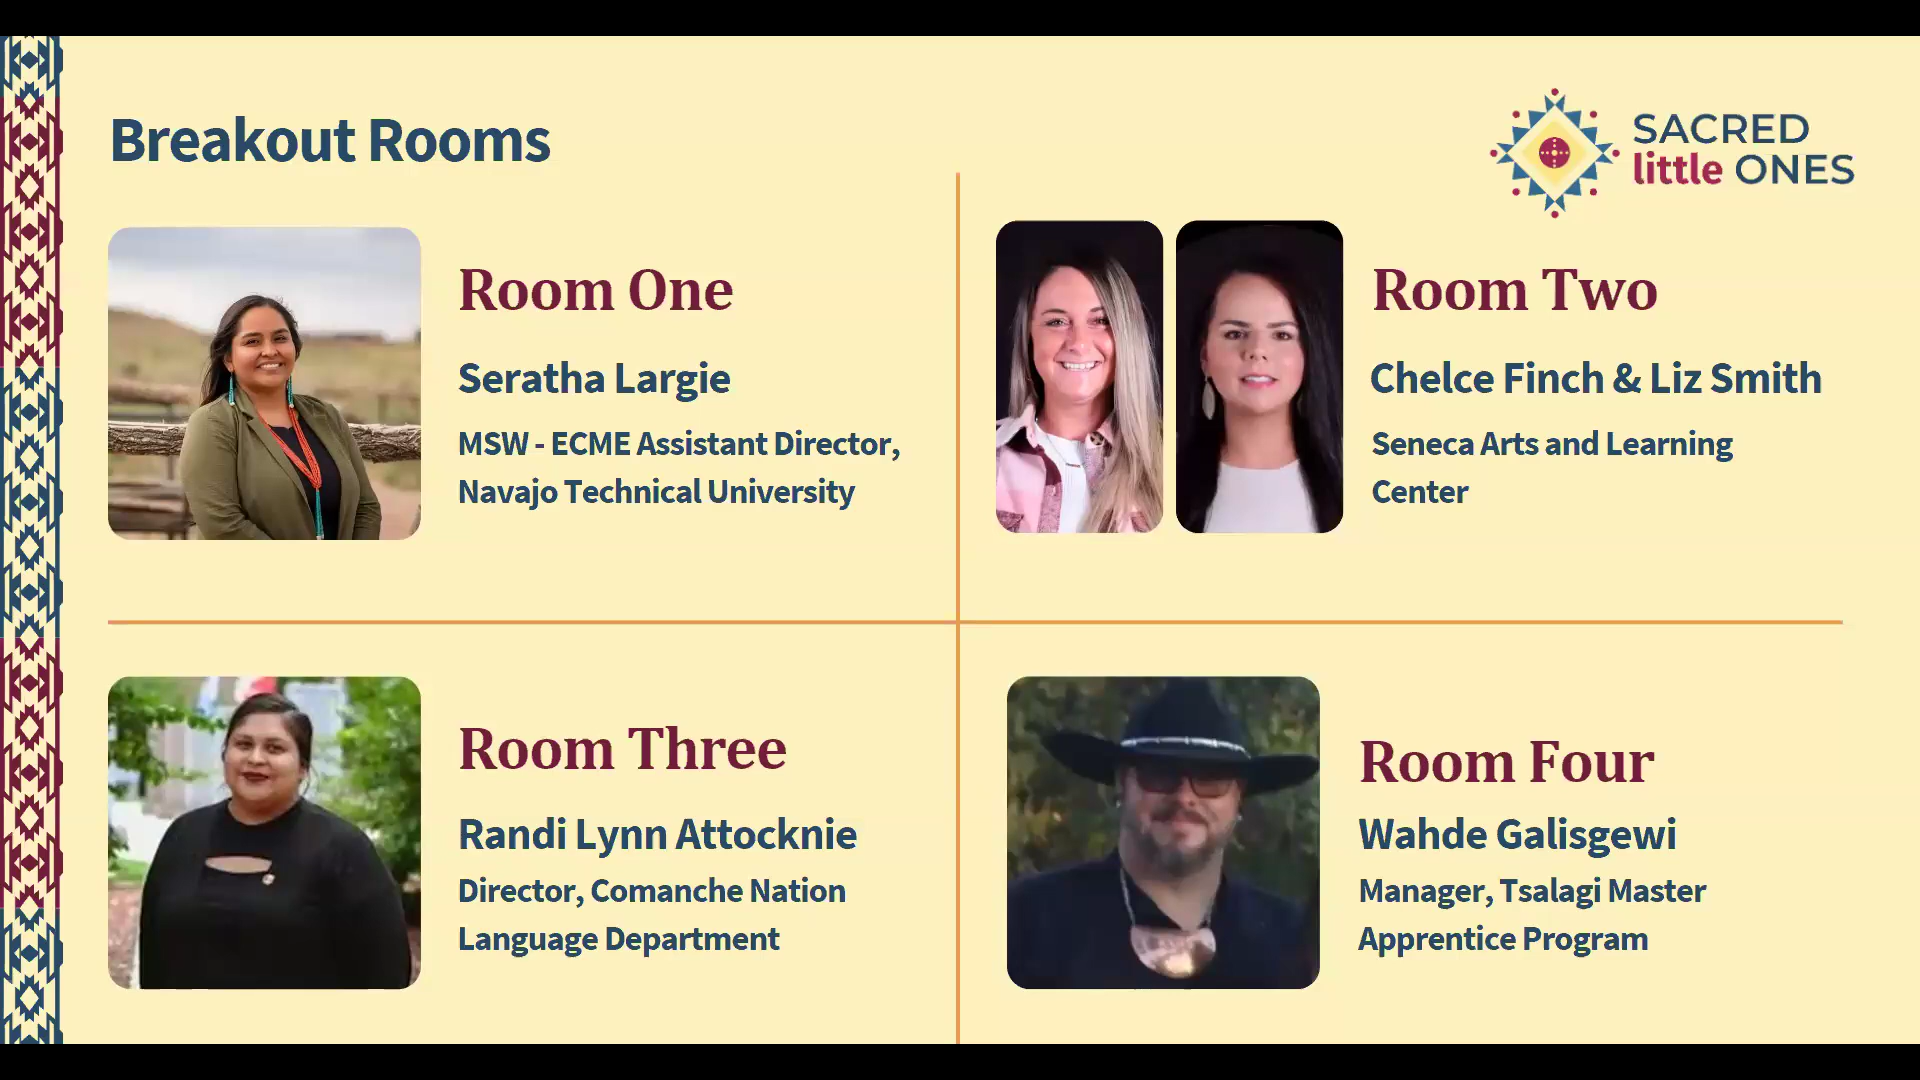 Breakout Rooms
SACRED
little ONES
Room One
Seratha Largie
MSW - ECME Assistant Director,
Navajo Technical University
Room Two
Chelce Finch & Liz Smith
Seneca Arts and Learning
Center
Room Three
Randi Lynn Attocknie
Director, Comanche Nation
Language Department
Room Four
Wahde Galisgewi
Manager, Tsalagi Master
Apprentice Program